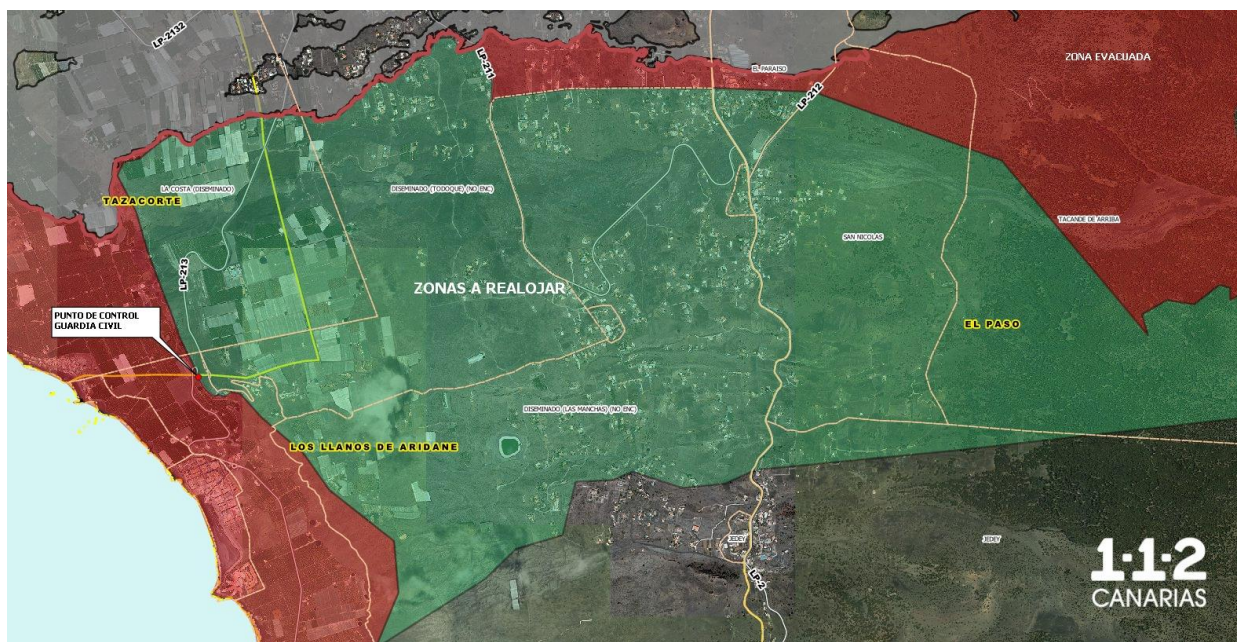 LP-2132
LP-211
EL PARAISO
ZONA EVACUADA
LP-212
LA COSTA (DISEMINADO)
DISEMINADO (TODOQUE) (NO ENC)
TAZACORTE
TACANDE DE ARRIBA
SAN NICOLAS
LP-213
ZONAS A REALOJAR
PUNTO DE CONTROL
GUARDIA CIVIL
EL PASO
DISEMINADO (LAS MANCHAS) (NO ENC)
LOS LLANOS DE ARIDANE
JEDEY
JEDEY
LP-2
1·1·2
CANARIAS